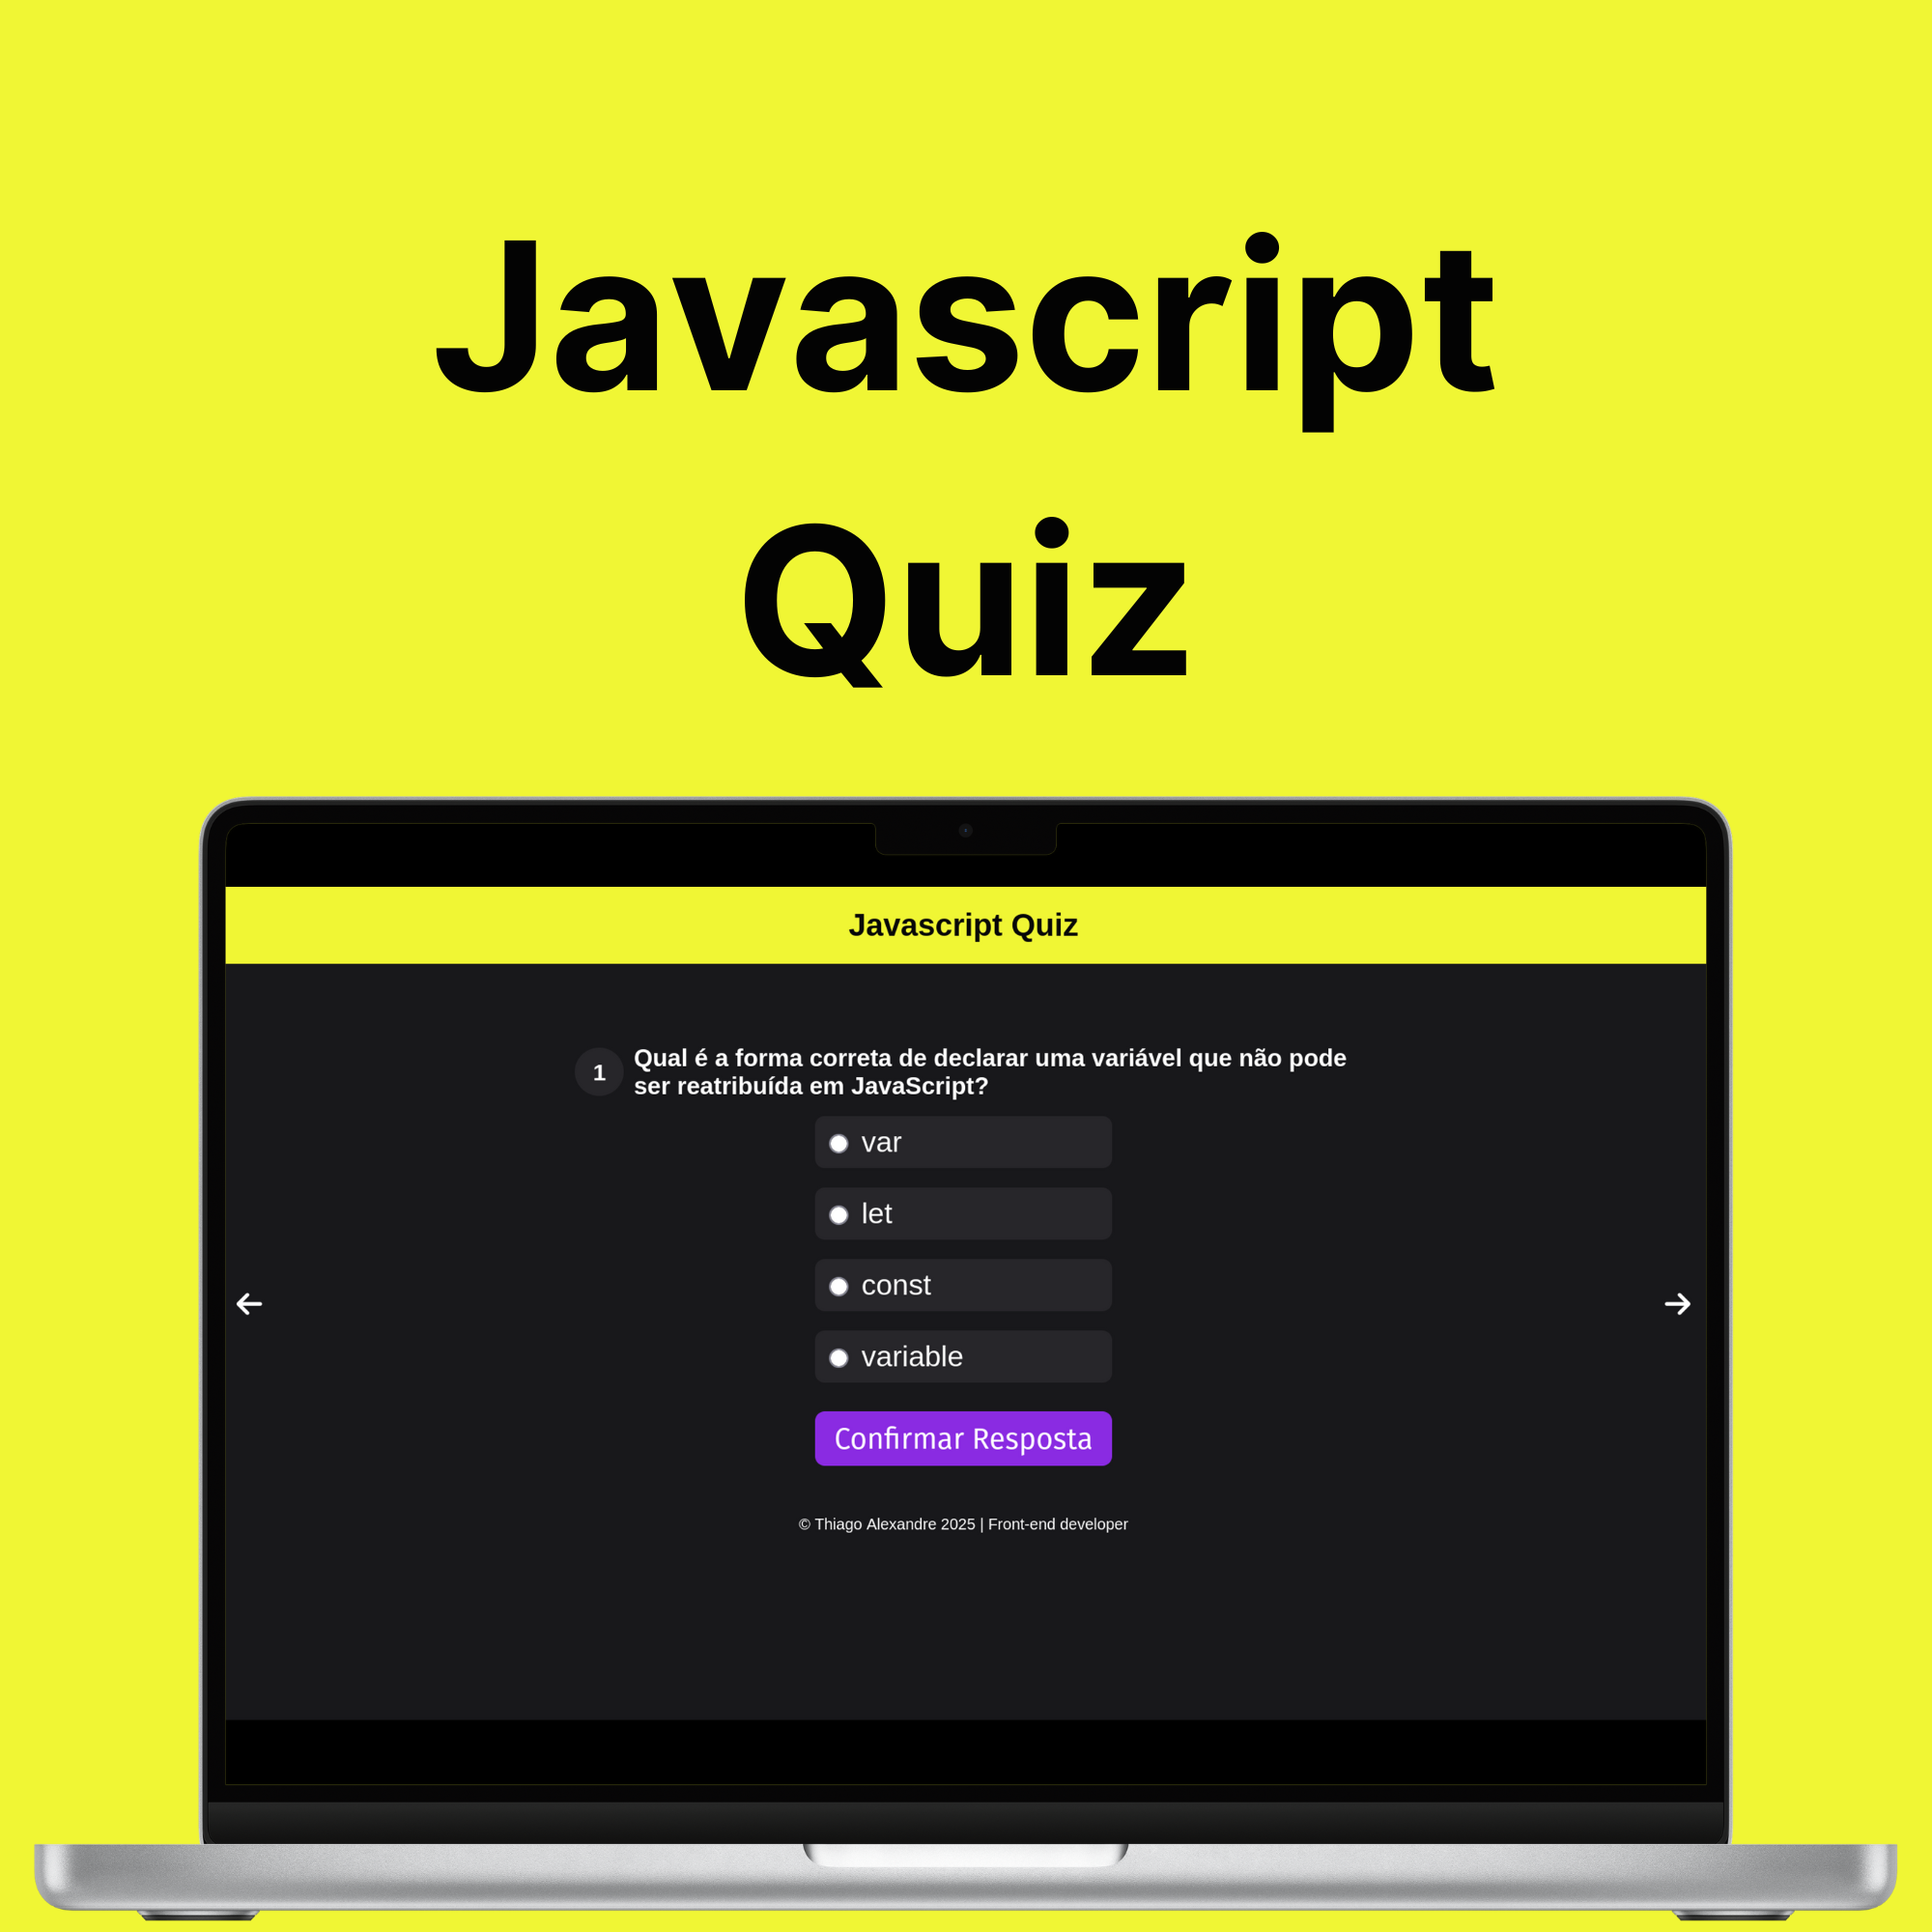 Javascript
Quiz
Javascript Quiz
1
Qual é a forma correta de declarar uma variável que não pode
ser reatribuída em JavaScript?
var
let
const
variable
Confirmar Resposta
© Thiago Alexandre 2025 | Front-end developer